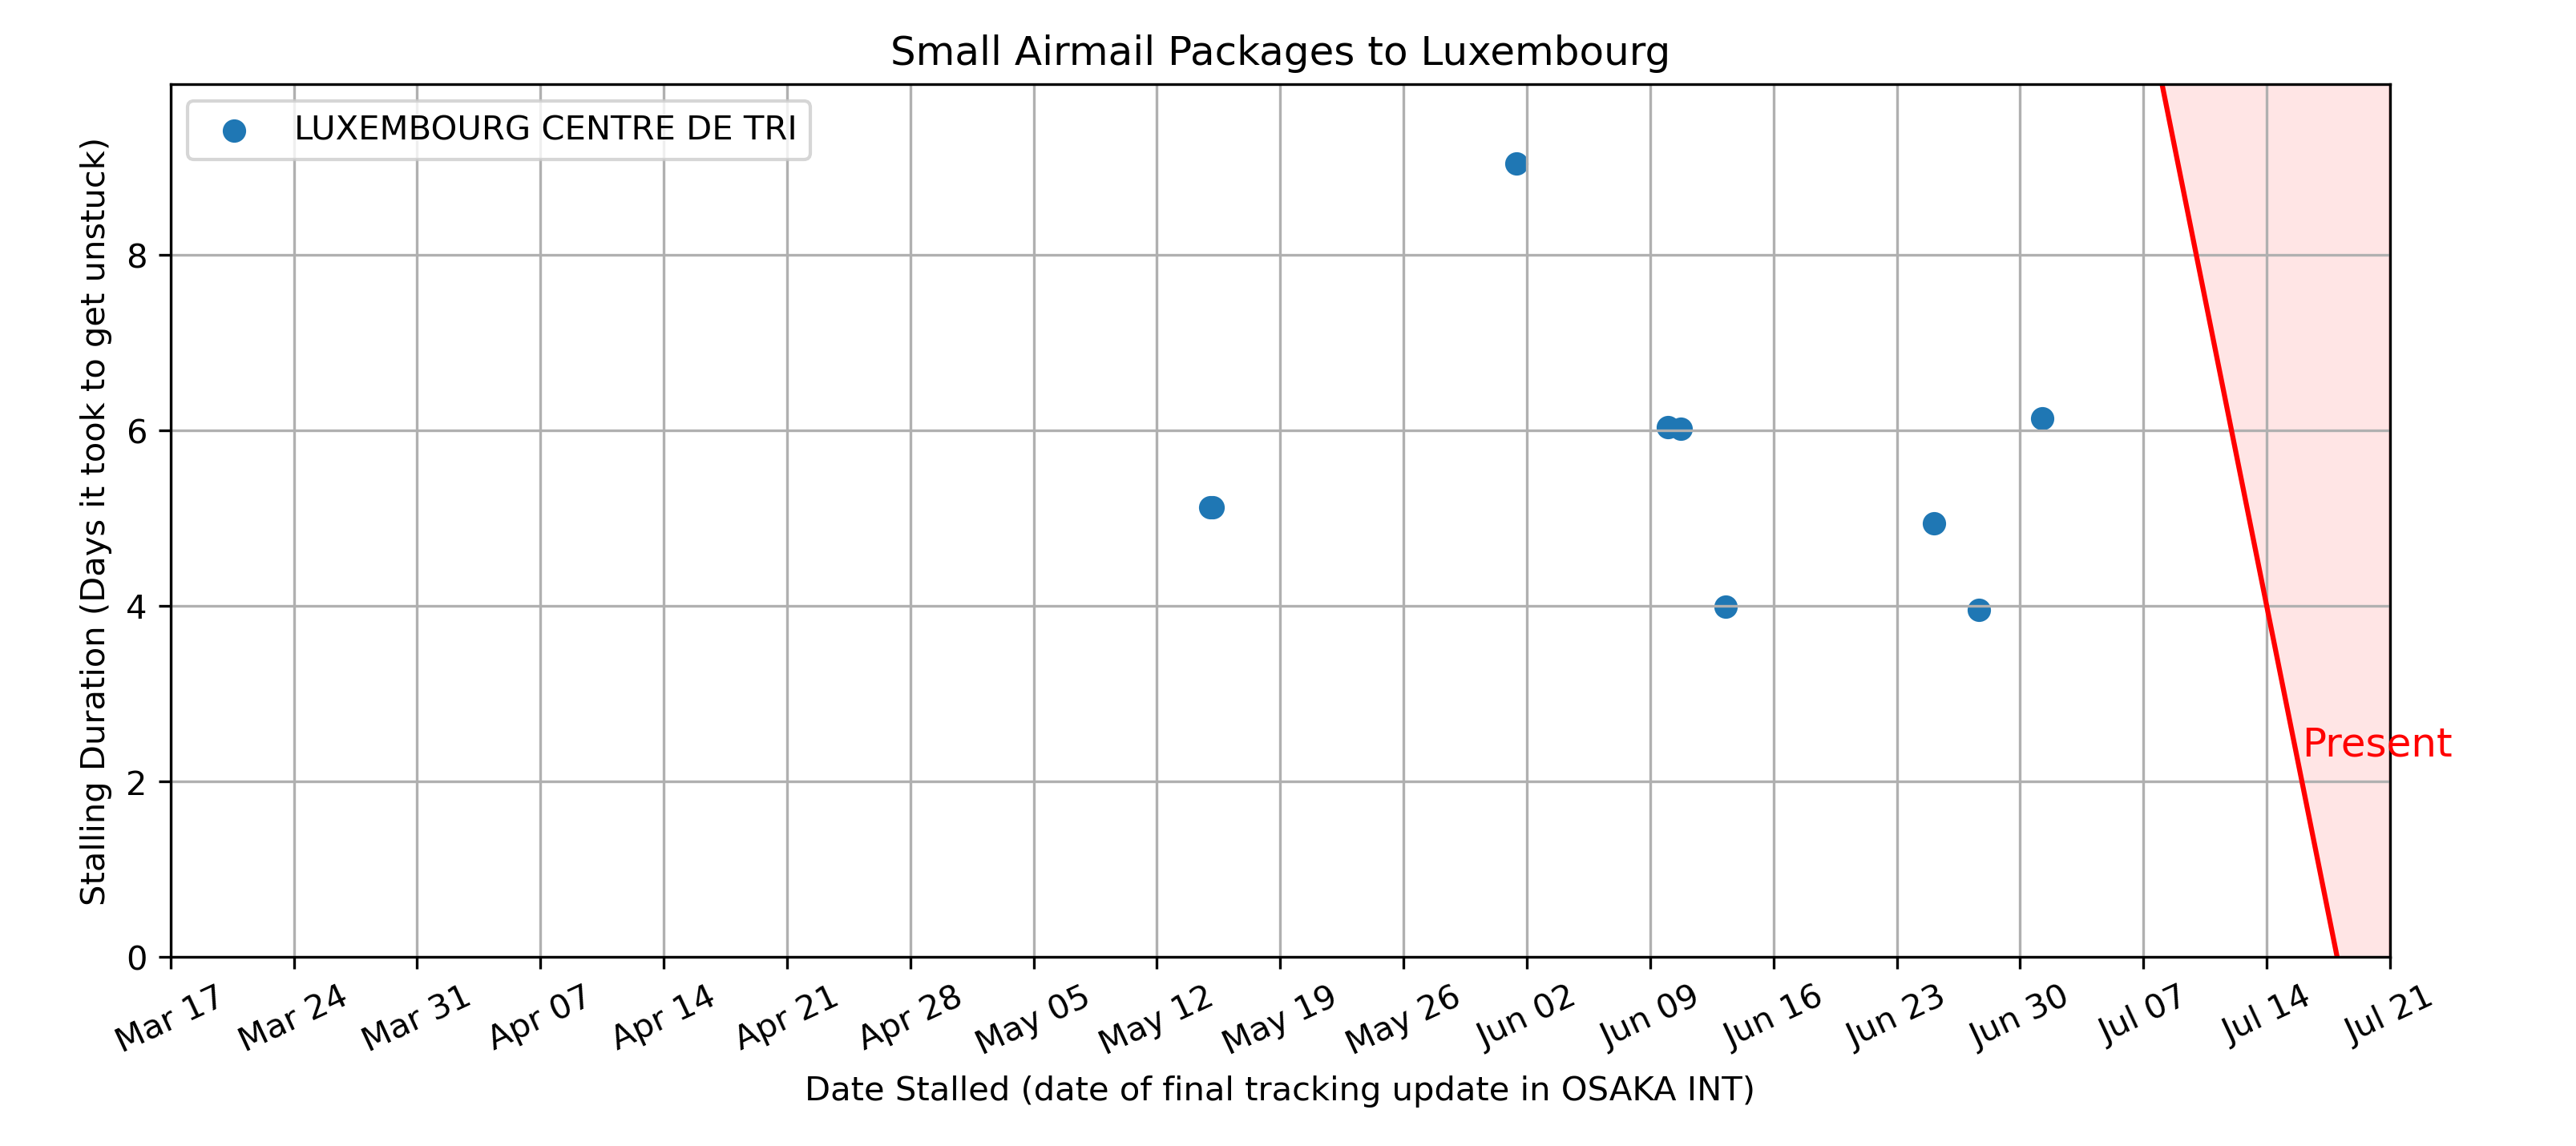 Small Airmail Packages to Luxembourg
LUXEMBOURG CENTRE DE TRI
Stalling Duration (Days it took to get unstuck)
8
6
4
2
0
Present
Mar 17
Mar 24
Mar 31
Apr 07
Apr 14
Apr 21
Apr 28
May 05
May 12
May 19
May 26
Jun 02
Jun 09
Jun 16
Jun 23
Jun 30
Jul 07
Jul 14
Jul 21
Date Stalled (date of final tracking update in OSAKA INT)